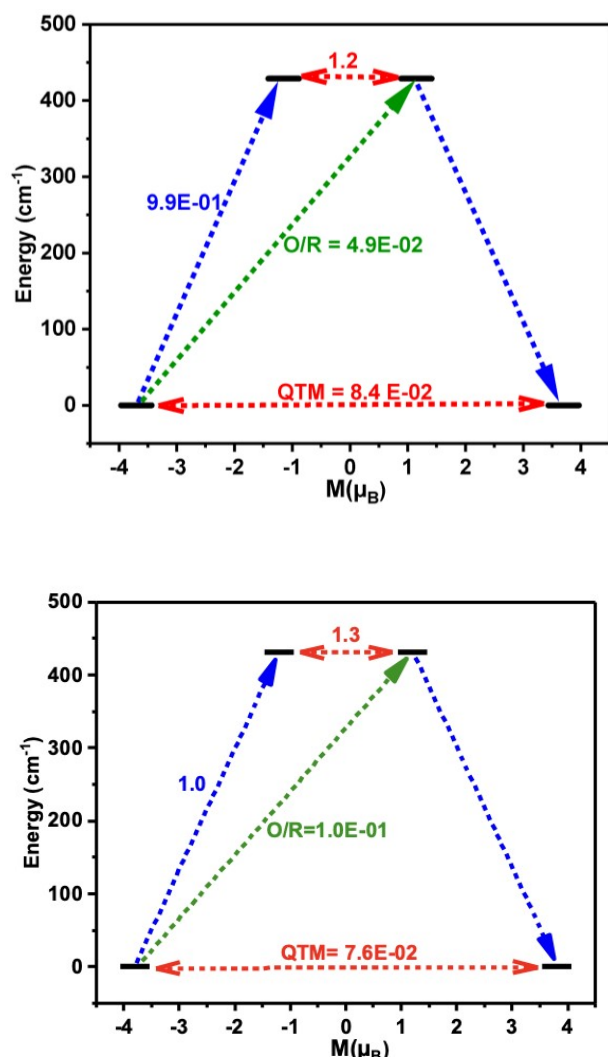 500
400
300
200
100
0
Energy (cm⁻¹)
1.2
9.9E-01
O/R = 4.9E-02
QTM = 8.4 E-02
-4 -3 -2 -1 0 1 2 3 4
M(μ_B)
500
400
300
200
100
0
Energy (cm⁻¹)
1.3
1.0
O/R=1.0E-01
QTM= 7.6E-02
-4 -3 -2 -1 0 1 2 3 4
M(μ_B)